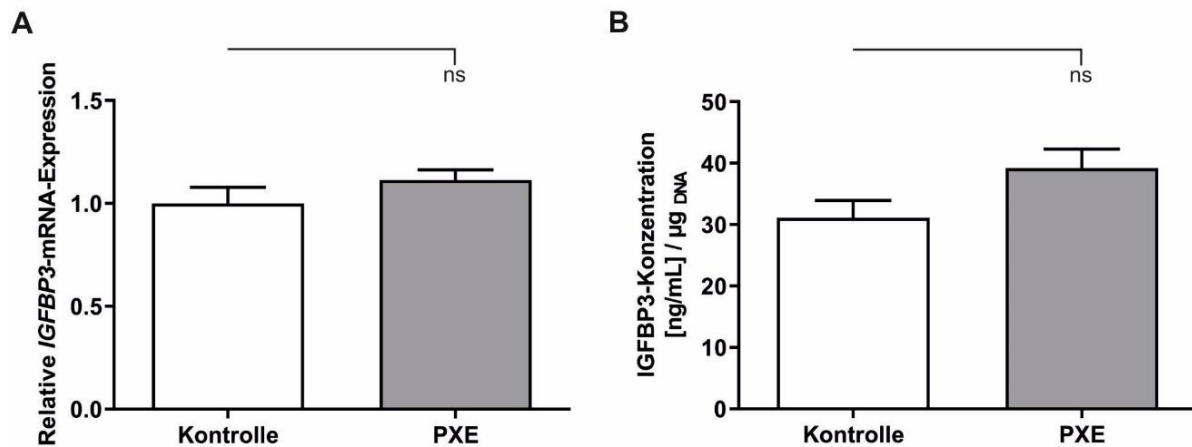 A
ns
Relative IGFBP3-mRNA-Expression
1.5
1.0
0.5
0.0
Kontrolle PXE
B
ns
IGFBP3-Konzentration
[ng/mL] / µg DNA
50
40
30
20
10
0
Kontrolle PXE